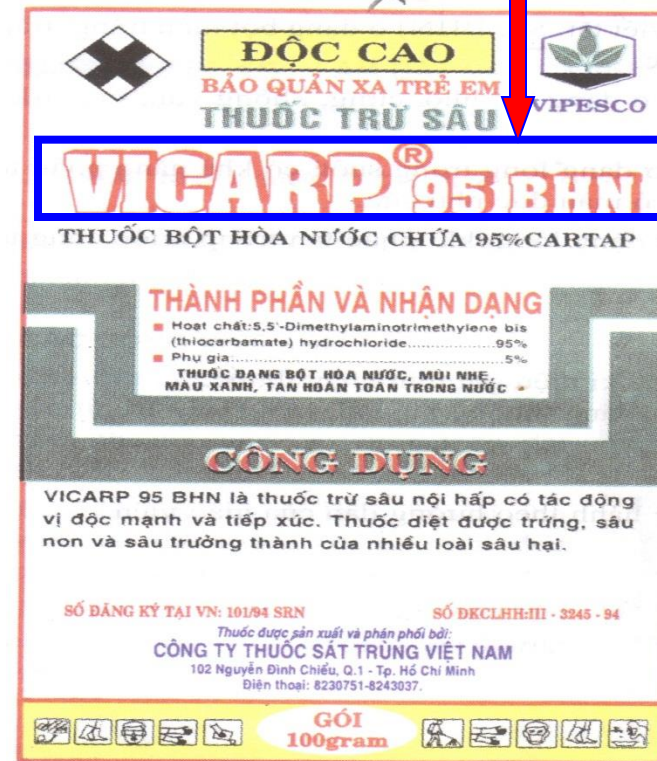 ĐỘC CAO
BẢO QUẢN XA TRẺ EM
VIPESCO
THUỐC TRỪ SÂU
VICARP® 95 BHN
THUỐC BỘT HÒA NƯỚC CHỨA 95%CARTAP
THÀNH PHẦN VÀ NHẬN DẠNG
Hoạt chất:5,5'-Dimethylaminotrimethylene bis
(thiocarbamate) hydrochloride...............95%
Phụ gia:..............................................5%
THUỐC DẠNG BỘT HÒA NƯỚC, MÙI NHẸ,
MÀU XANH, TAN HOÀN TOÀN TRONG NƯỚC
CÔNG DỤNG
VICARP 95 BHN là thuốc trừ sâu nội hấp có tác động
vị độc mạnh và tiếp xúc. Thuốc diệt được trứng, sâu
non và sâu trưởng thành của nhiều loài sâu hại.
SỐ ĐĂNG KÝ TẠI VN: 101/94 SRN
SỐ ĐKCLHH:III - 3245 - 94
Thuốc được sản xuất và phân phối bởi:
CÔNG TY THUỐC SÁT TRÙNG VIỆT NAM
102 Nguyễn Đình Chiểu, Q.1 - Tp. Hồ Chí Minh
Điện thoại: 8230751-8243037.
GÓI
100gram